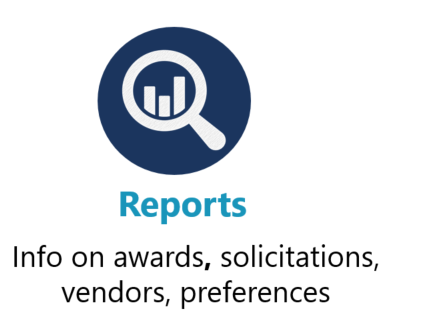 Reports
Info on awards, solicitations,
vendors, preferences